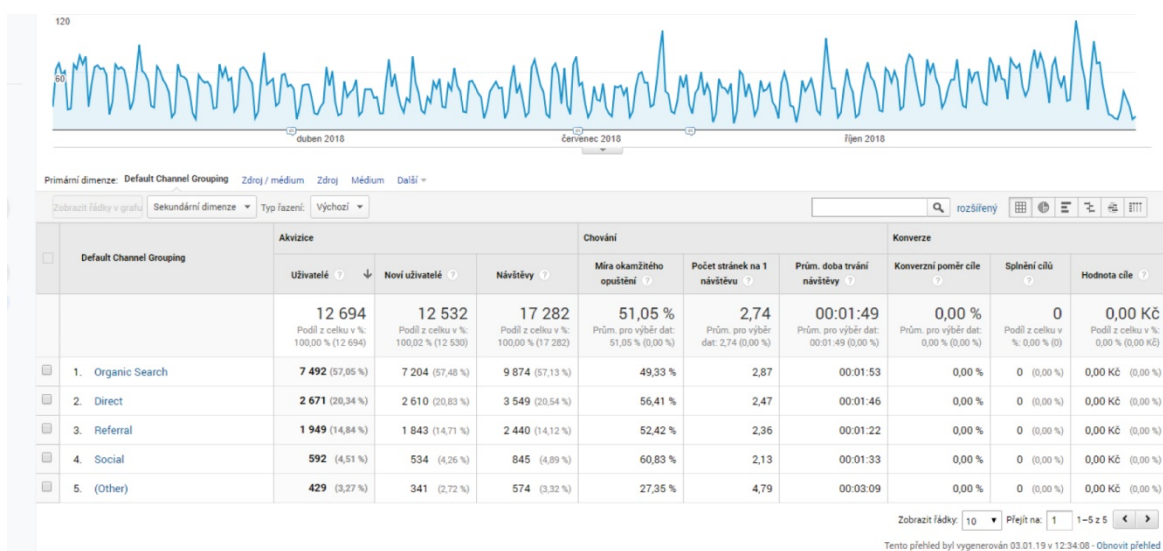 120
60
duben 2018 červenec 2018 říjen 2018
Primární dimenze: Default Channel Grouping Zdroj / médium Zdroj Médium Další
Zobrazit řádky v grafu Sekundární dimenze Typ řazení: Výchozí rozšířený
Default Channel Grouping Akvizice Chování Konverze
Uživatelé ? Noví uživatelé ? Návštěvy ? Míra okamžitého opuštění ? Počet stránek na 1 návštěvu ? Prům. doba trvání návštěvy ? Konverzní poměr cíle ? Splnění cílů ? Hodnota cíle ?
12 694 12 532 17 282 51,05 % 2,74 00:01:49 0,00 % 0 0,00 Kč
Podíl z celku v %: 100,00 % (12 694) Podíl z celku v %: 100,02 % (12 530) Podíl z celku v %: 100,00 % (17 282) Prům. pro výběr dat: 51,05 % (0,00 %) Prům. pro výběr dat: 2,74 (0,00 %) Prům. pro výběr dat: 00:01:49 (0,00 %) Prům. pro výběr dat: 0,00 % (0,00 %) Podíl z celku v %: 0,00 % (0) Podíl z celku v %: 0,00 % (0,00 Kč)
1. Organic Search 7 492 (57,05 %) 7 204 (57,48 %) 9 874 (57,13 %) 49,33 % 2,87 00:01:53 0,00 % 0 (0,00 %) 0,00 Kč (0,00 %)
2. Direct 2 671 (20,34 %) 2 610 (20,83 %) 3 549 (20,54 %) 56,41 % 2,47 00:01:46 0,00 % 0 (0,00 %) 0,00 Kč (0,00 %)
3. Referral 1 949 (14,84 %) 1 843 (14,71 %) 2 440 (14,12 %) 52,42 % 2,36 00:01:22 0,00 % 0 (0,00 %) 0,00 Kč (0,00 %)
4. Social 592 (4,51 %) 534 (4,26 %) 845 (4,89 %) 60,83 % 2,13 00:01:33 0,00 % 0 (0,00 %) 0,00 Kč (0,00 %)
5. (Other) 429 (3,27 %) 341 (2,72 %) 574 (3,32 %) 27,35 % 4,79 00:03:09 0,00 % 0 (0,00 %) 0,00 Kč (0,00 %)
Zobrazit řádky: 10 Přejít na: 1 1–5 z 5
Tento přehled byl vygenerován 03.01.19 v 12:34:08 - Obnovit přehled